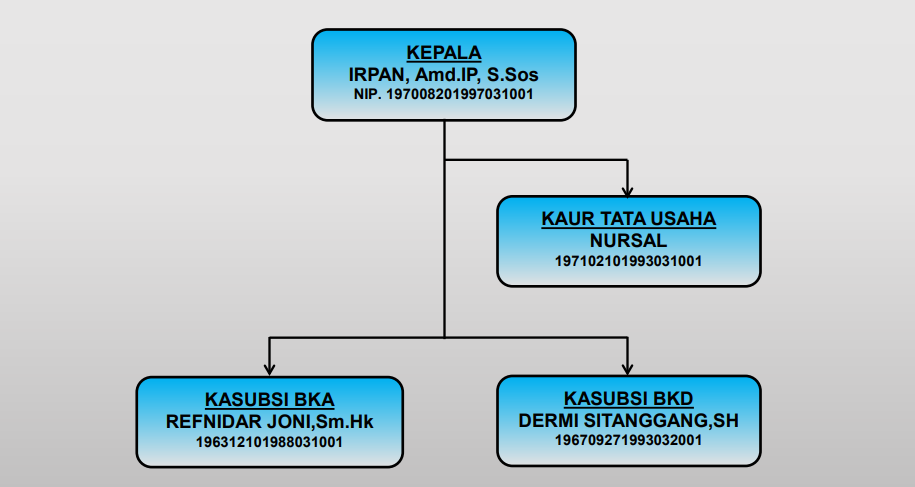 KEPALA
IRPAN, Amd.IP, S.Sos
NIP. 197008201997031001
KAUR TATA USAHA
NURSAL
197102101993031001
KASUBSI BKA
REFNIDAR JONI,Sm.Hk
196312101988031001
KASUBSI BKD
DERMI SITANGGANG,SH
196709271993032001